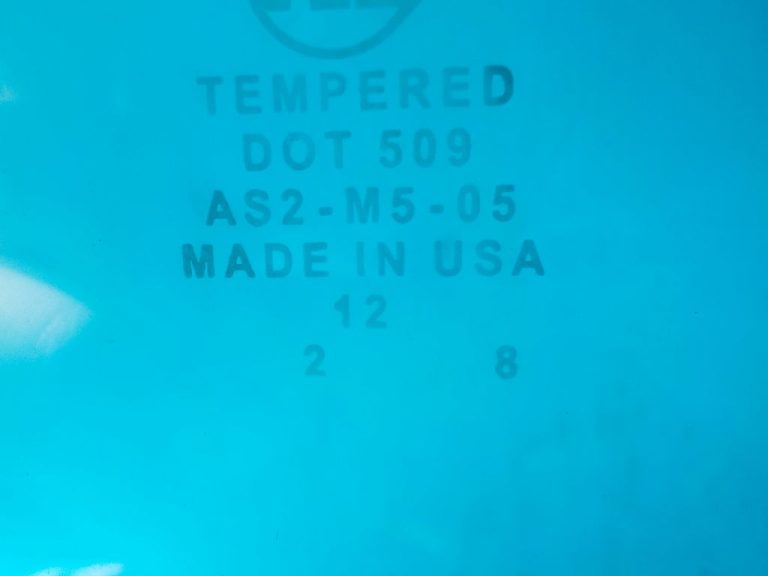 TEMPERED
DOT 509
AS2-M5-05
MADE IN USA
12
2 8